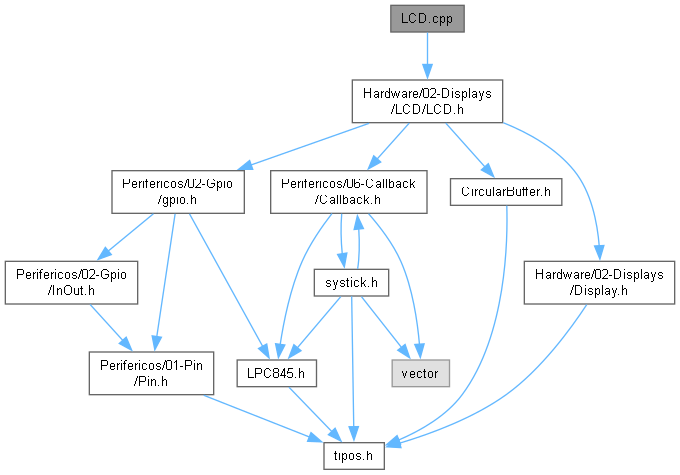 LCD.cpp
Hardware/02-Displays
/LCD/LCD.h
Perifericos/02-Gpio
/gpio.h
Perifericos/06-Callback
/Callback.h
CircularBuffer.h
Perifericos/02-Gpio
/InOut.h
systick.h
Hardware/02-Displays
/Display.h
Perifericos/01-Pin
/Pin.h
LPC845.h
vector
tipos.h